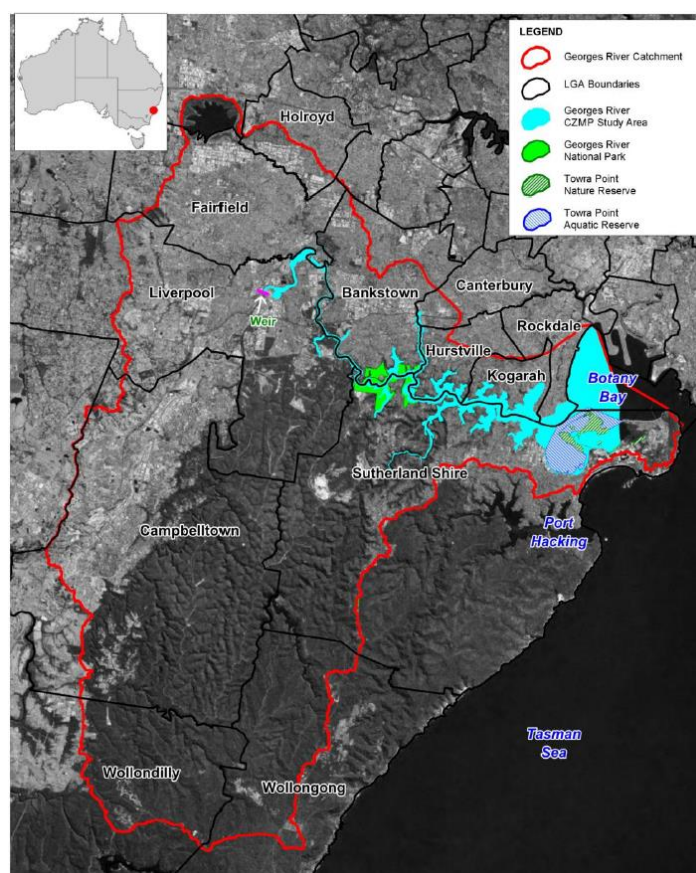 LEGEND
Georges River Catchment
LGA Boundaries
Georges River
CZMP Study Area
Georges River
National Park
Towra Point
Nature Reserve
Towra Point
Aquatic Reserve
Holroyd
Fairfield
Liverpool
Bankstown
Canterbury
Weir
Rockdale
Hurstville
Kogarah
Botany
Bay
Sutherland Shire
Campbelltown
Port
Hacking
Tasman
Sea
Wollondilly
Wollongong